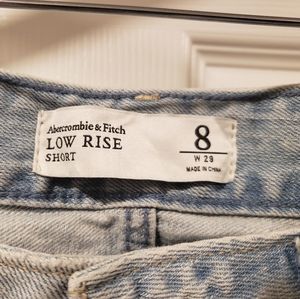 Abercrombie & Fitch
LOW RISE
SHORT
8
W 29
MADE IN CHINA